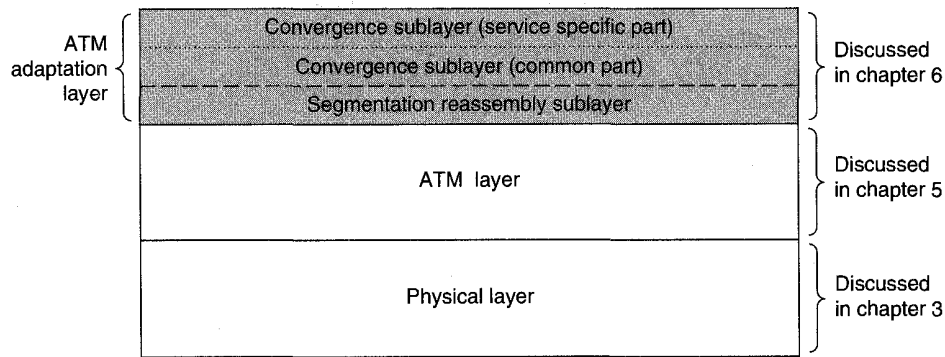 ATM
adaptation
layer
Convergence sublayer (service specific part)
Convergence sublayer (common part)
Segmentation reassembly sublayer
Discussed
in chapter 6
ATM layer
Discussed
in chapter 5
Physical layer
Discussed
in chapter 3